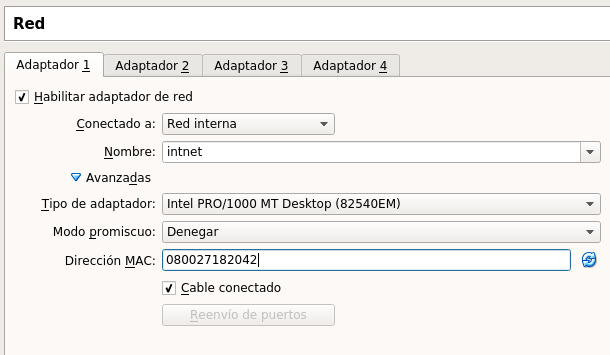 Red
Adaptador 1 Adaptador 2 Adaptador 3 Adaptador 4
Habilitar adaptador de red
Conectado a: Red interna
Nombre: intnet
Avanzadas
Tipo de adaptador: Intel PRO/1000 MT Desktop (82540EM)
Modo promiscuo: Denegar
Dirección MAC: 080027182042
Cable conectado
Reenvío de puertos